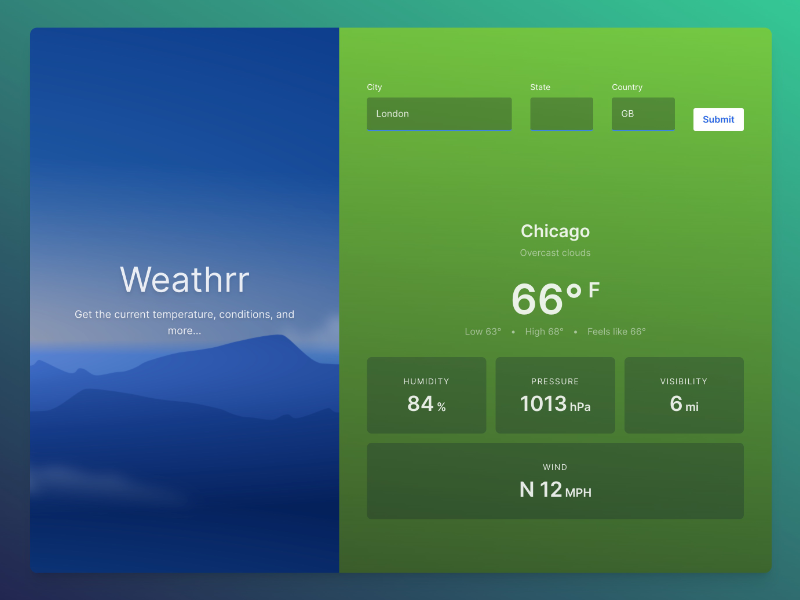 Weathrr
Get the current temperature, conditions, and
more...
City
State
Country
London
GB
Submit
Chicago
Overcast clouds
66° F
Low 63° • High 68° • Feels like 66°
HUMIDITY
84 %
PRESSURE
1013 hPa
VISIBILITY
6 mi
WIND
N 12 MPH